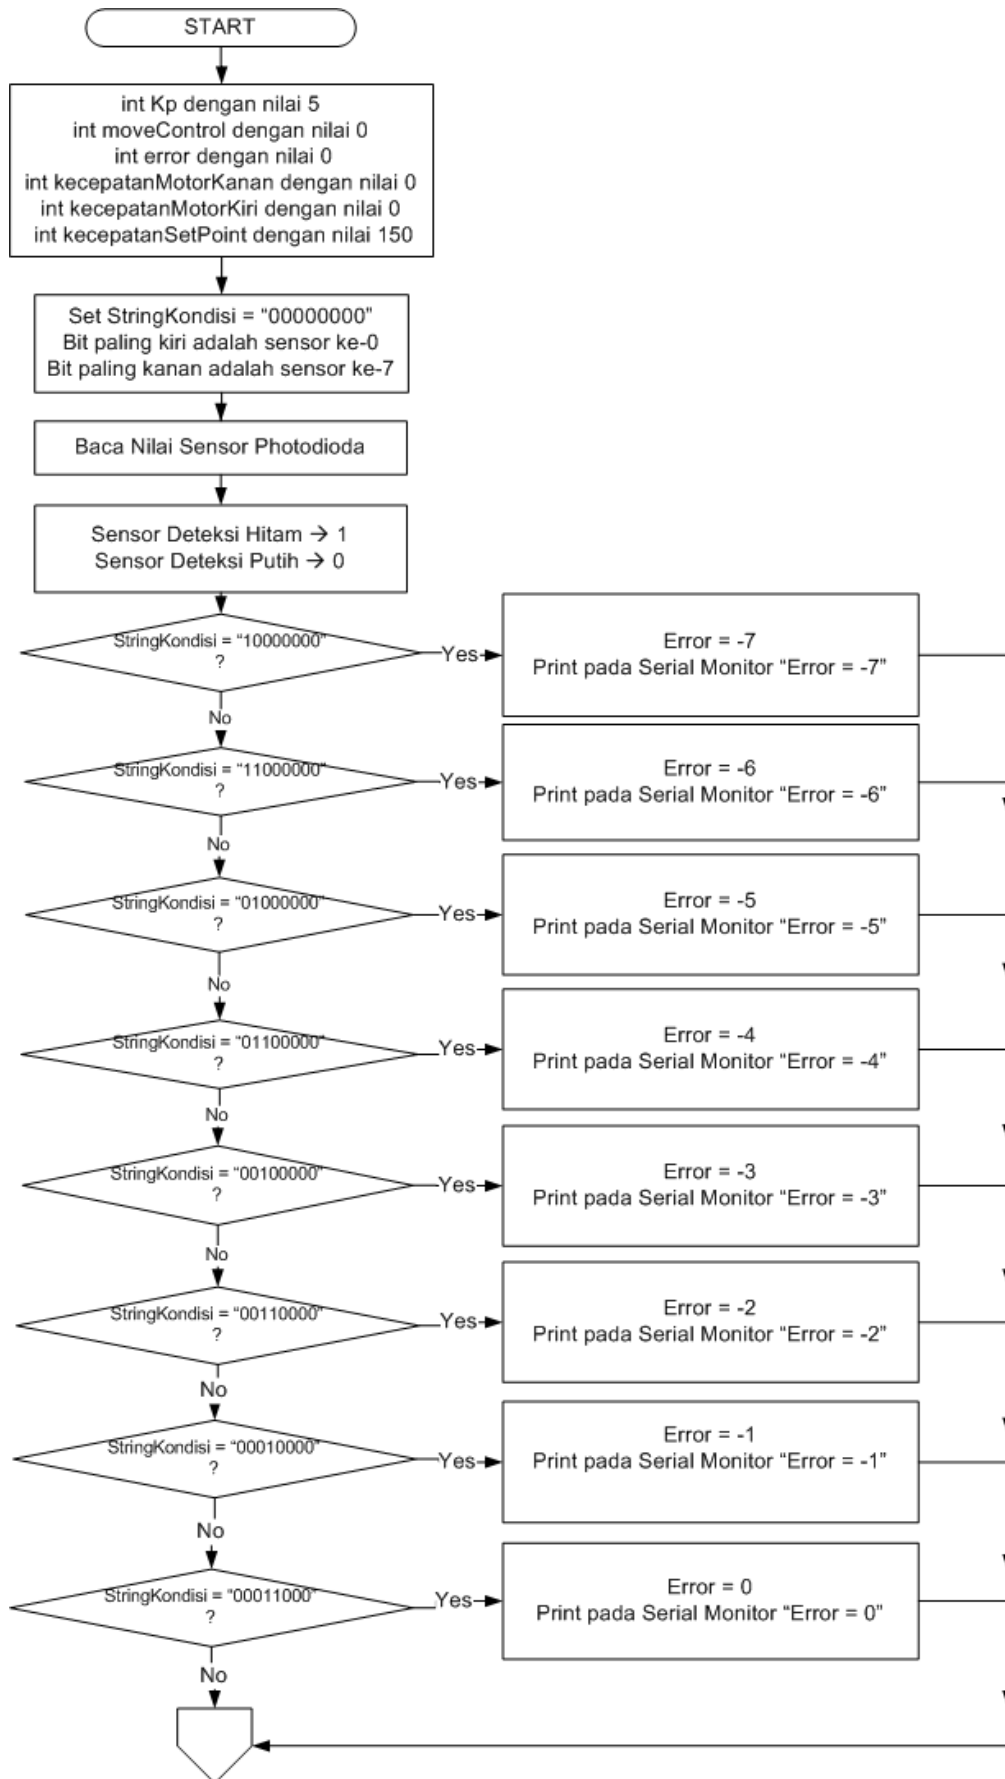 START
int Kp dengan nilai 5
int moveControl dengan nilai 0
int error dengan nilai 0
int kecepatanMotorKanan dengan nilai 0
int kecepatanMotorKiri dengan nilai 0
int kecepatanSetPoint dengan nilai 150
Set StringKondisi = “00000000”
Bit paling kiri adalah sensor ke-0
Bit paling kanan adalah sensor ke-7
Baca Nilai Sensor Photodioda
Sensor Deteksi Hitam → 1
Sensor Deteksi Putih → 0
StringKondisi = “10000000”
?
Yes
Error = -7
Print pada Serial Monitor “Error = -7”
No
StringKondisi = “11000000”
?
Yes
Error = -6
Print pada Serial Monitor “Error = -6”
No
StringKondisi = “01000000”
?
Yes
Error = -5
Print pada Serial Monitor “Error = -5”
No
StringKondisi = “01100000”
?
Yes
Error = -4
Print pada Serial Monitor “Error = -4”
No
StringKondisi = “00100000”
?
Yes
Error = -3
Print pada Serial Monitor “Error = -3”
No
StringKondisi = “00110000”
?
Yes
Error = -2
Print pada Serial Monitor “Error = -2”
No
StringKondisi = “00010000”
?
Yes
Error = -1
Print pada Serial Monitor “Error = -1”
No
StringKondisi = “00011000”
?
Yes
Error = 0
Print pada Serial Monitor “Error = 0”
No